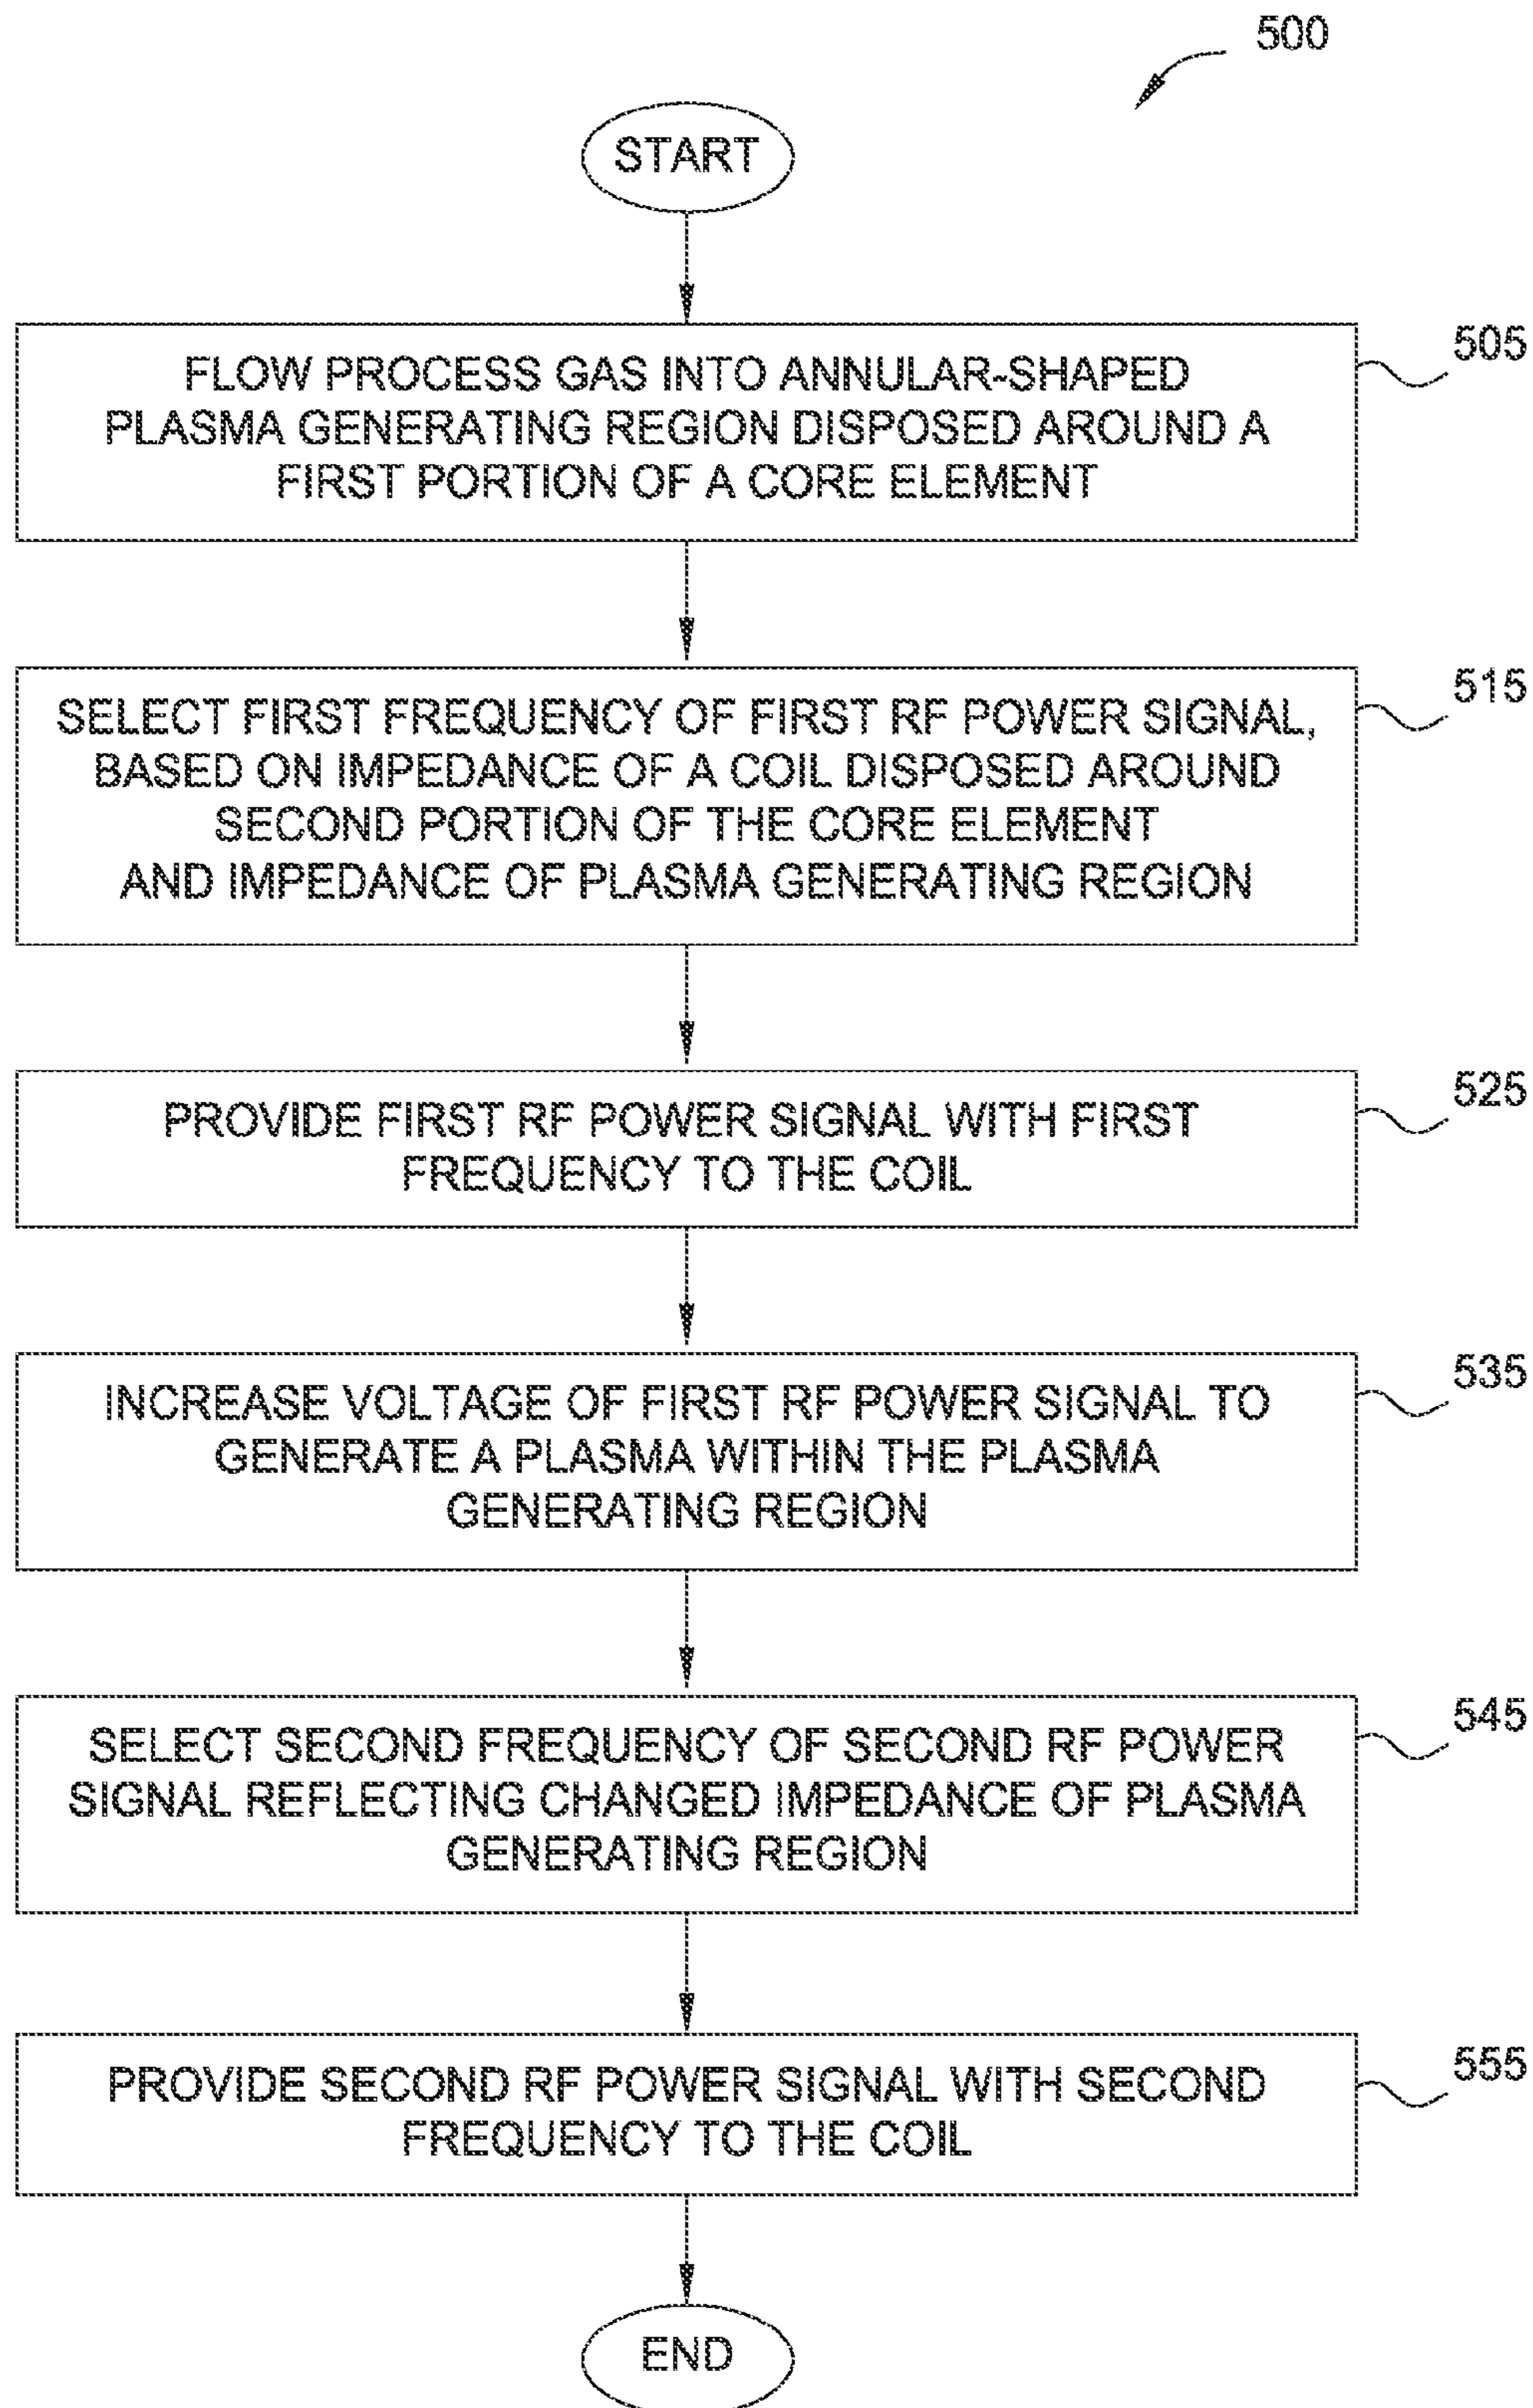 500
START
FLOW PROCESS GAS INTO ANNULAR-SHAPED
PLASMA GENERATING REGION DISPOSED AROUND A
FIRST PORTION OF A CORE ELEMENT
505
SELECT FIRST FREQUENCY OF FIRST RF POWER SIGNAL,
BASED ON IMPEDANCE OF A COIL DISPOSED AROUND
SECOND PORTION OF THE CORE ELEMENT
AND IMPEDANCE OF PLASMA GENERATING REGION
515
PROVIDE FIRST RF POWER SIGNAL WITH FIRST
FREQUENCY TO THE COIL
525
INCREASE VOLTAGE OF FIRST RF POWER SIGNAL TO
GENERATE A PLASMA WITHIN THE PLASMA
GENERATING REGION
535
SELECT SECOND FREQUENCY OF SECOND RF POWER
SIGNAL REFLECTING CHANGED IMPEDANCE OF PLASMA
GENERATING REGION
545
PROVIDE SECOND RF POWER SIGNAL WITH SECOND
FREQUENCY TO THE COIL
555
END